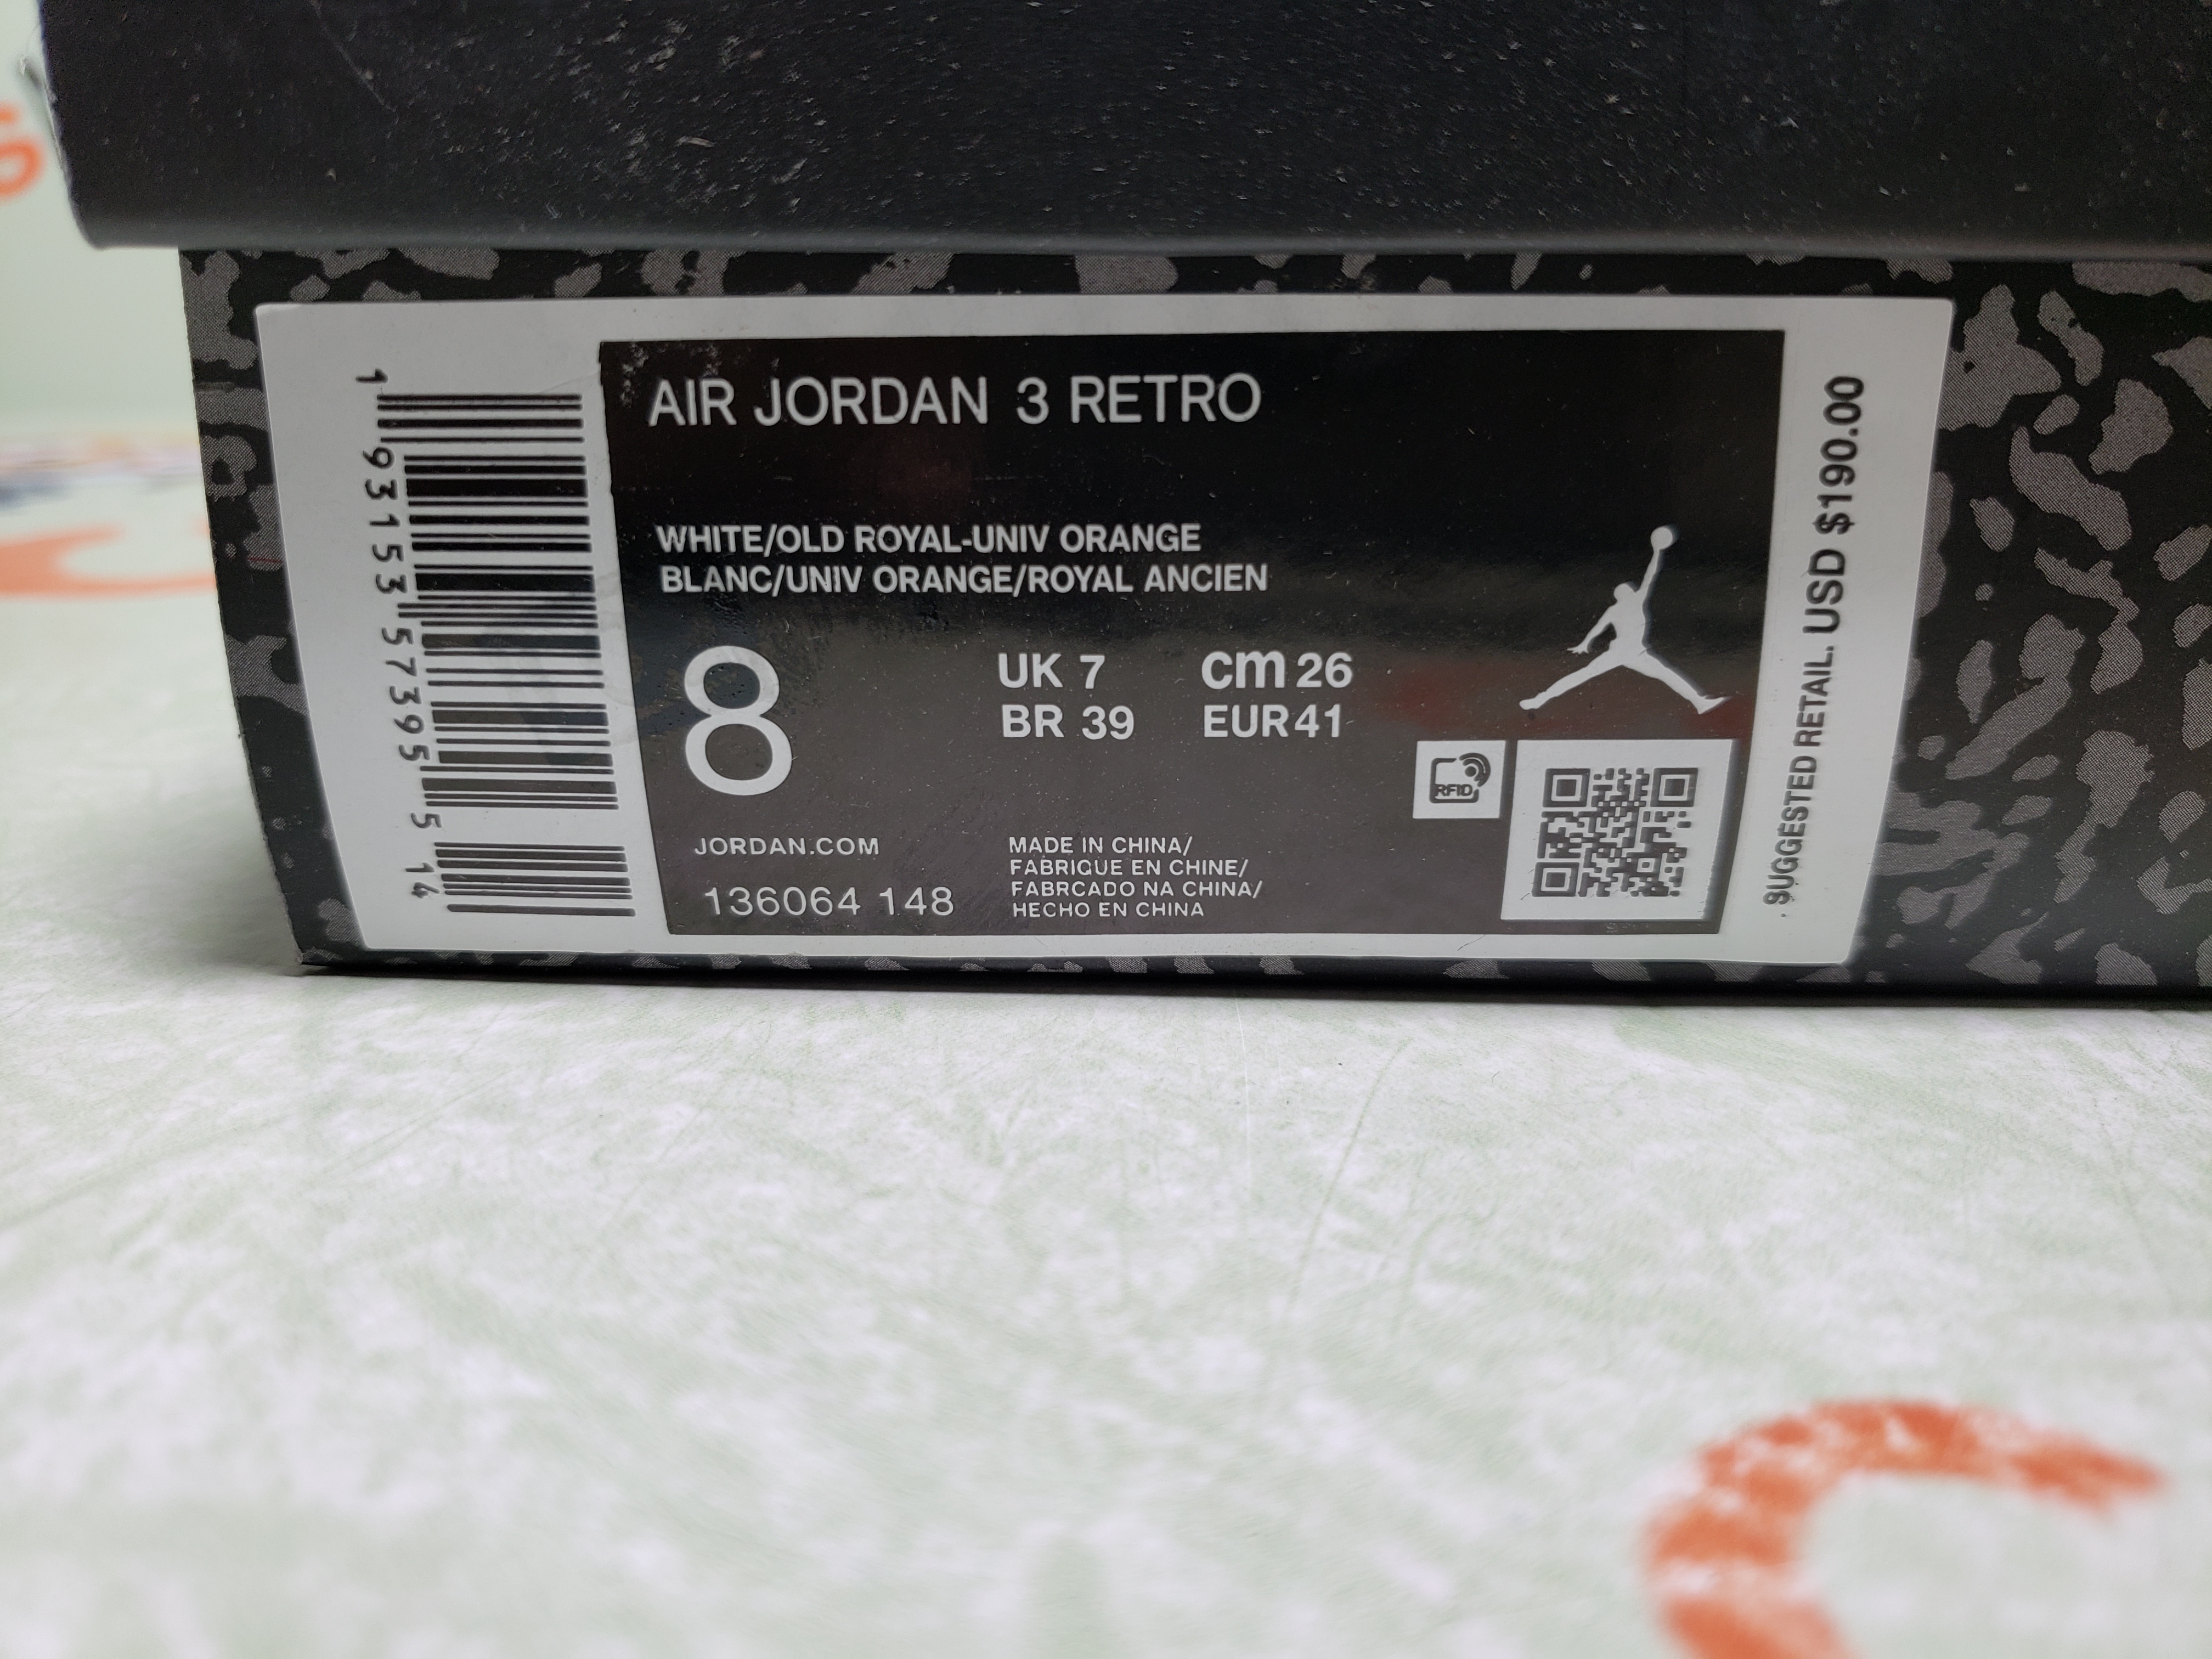 AIR JORDAN 3 RETRO
WHITE/OLD ROYAL-UNIV ORANGE
BLANC/UNIV ORANGE/ROYAL ANCIEN
8
UK 7
cm 26
BR 39
EUR 41
RFID
JORDAN.COM
136064 148
MADE IN CHINA/
FABRIQUE EN CHINE/
FABRCADO NA CHINA/
HECHO EN CHINA
1 93153 57395 5 14
SUGGESTED RETAIL. USD $190.00